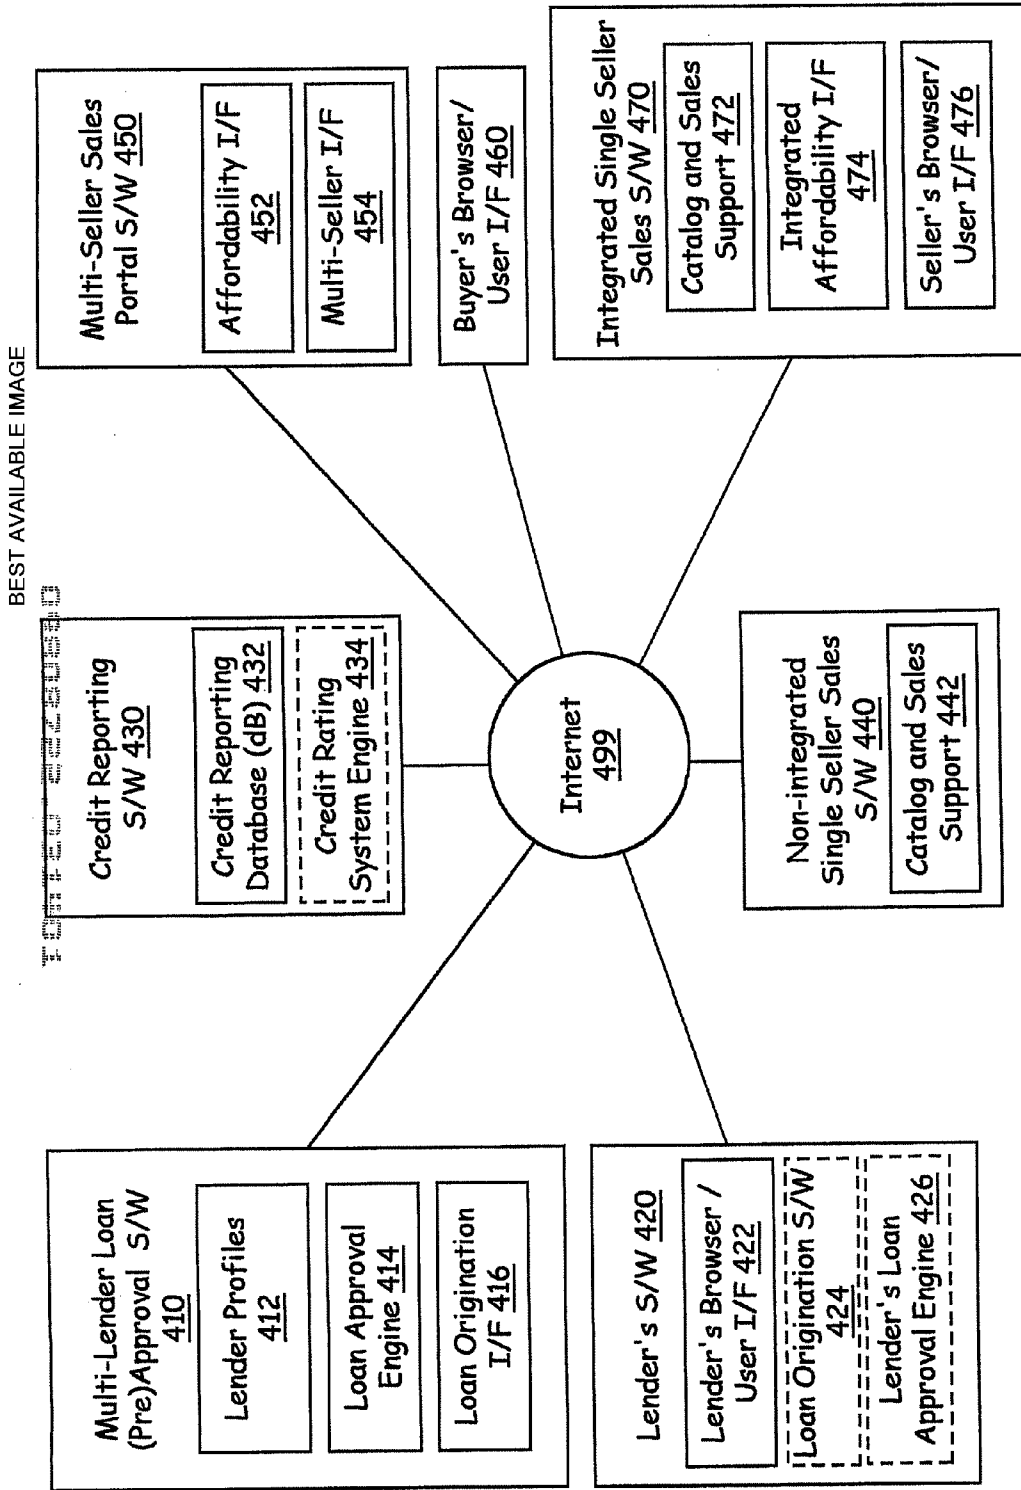 BEST AVAILABLE IMAGE
Multi-Lender Loan
(Pre)Approval S/W
410
Lender Profiles
412
Loan Approval
Engine 414
Loan Origination
I/F 416
Lender's S/W 420
Lender's Browser /
User I/F 422
Loan Origination S/W
424
Lender's Loan
Approval Engine 426
Credit Reporting
S/W 430
Credit Reporting
Database (dB) 432
Credit Rating
System Engine 434
Internet
499
Non-integrated
Single Seller Sales
S/W 440
Catalog and Sales
Support 442
Multi-Seller Sales
Portal S/W 450
Affordability I/F
452
Multi-Seller I/F
454
Buyer's Browser/
User I/F 460
Integrated Single Seller
Sales S/W 470
Catalog and Sales
Support 472
Integrated
Affordability I/F
474
Seller's Browser/
User I/F 476